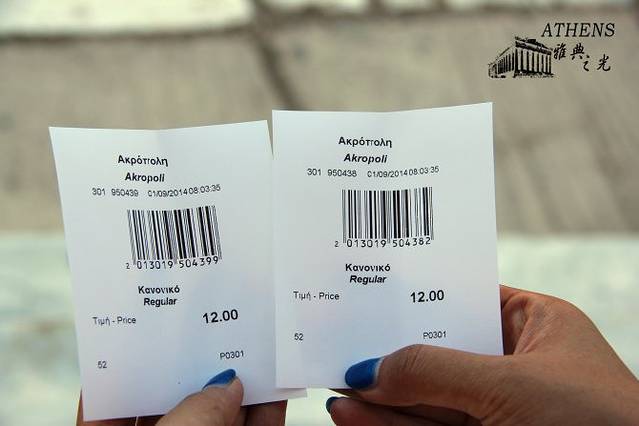 ATHENS
雅典之光
Ακρόπολη
Akropoli
301 950439 01/09/2014 08:03:35
2 013019 504399
Κανονικό
Regular
Τιμή - Price 12.00
52 P0301
Ακρόπολη
Akropoli
301 950438 01/09/2014 08:03:35
2 013019 504382
Κανονικό
Regular
Τιμή - Price 12.00
52 P0301